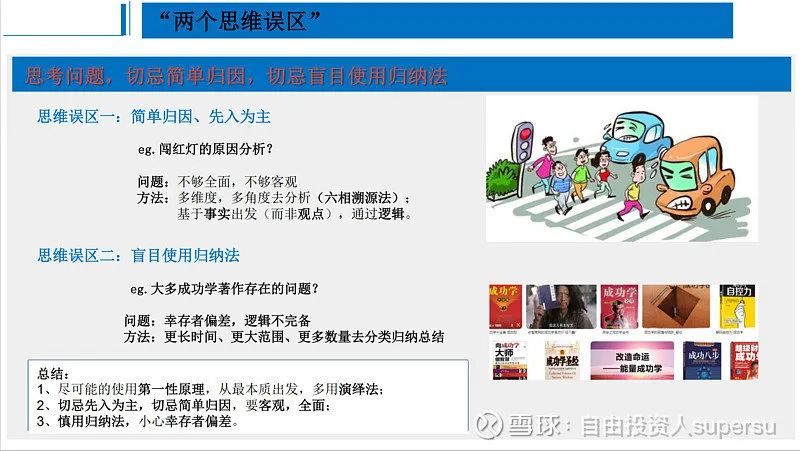 “两个思维误区”
思考问题，切忌简单归因，切忌盲目使用归纳法
思维误区一：简单归因、先入为主
eg.闯红灯的原因分析？
问题：不够全面，不够客观
方法：多维度，多角度去分析（六相溯源法）；
基于事实出发（而非观点），通过逻辑。
思维误区二：盲目使用归纳法
eg.大多成功学著作存在的问题？
问题：幸存者偏差，逻辑不完备
方法：更长时间、更大范围、更多数量去分类归纳总结
成功学
成功学
自控力
向成功学
大师
成功学圣经
改造命运
——能量成功学
成功八步
超级财
成功学
总结：
1、尽可能的使用第一性原理，从最本质出发，多用演绎法；
2、切忌先入为主，切忌简单归因，要客观，全面；
3、慎用归纳法，小心幸存者偏差。
雪球：自由投资人supersu